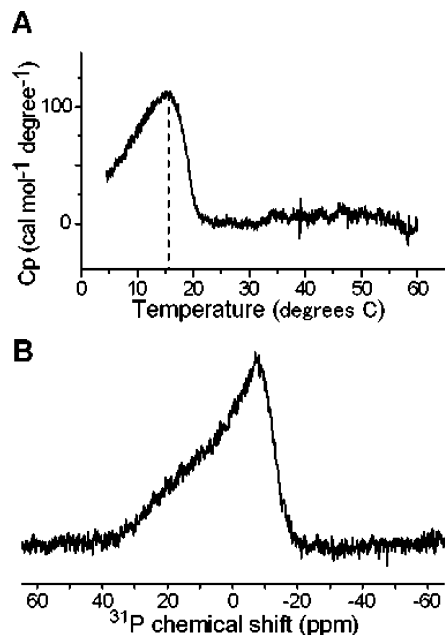 A
Cp (cal mol⁻¹ degree⁻¹)
100
0
0 10 20 30 40 50 60
Temperature (degrees C)
B
60 40 20 0 -20 -40 -60
³¹P chemical shift (ppm)